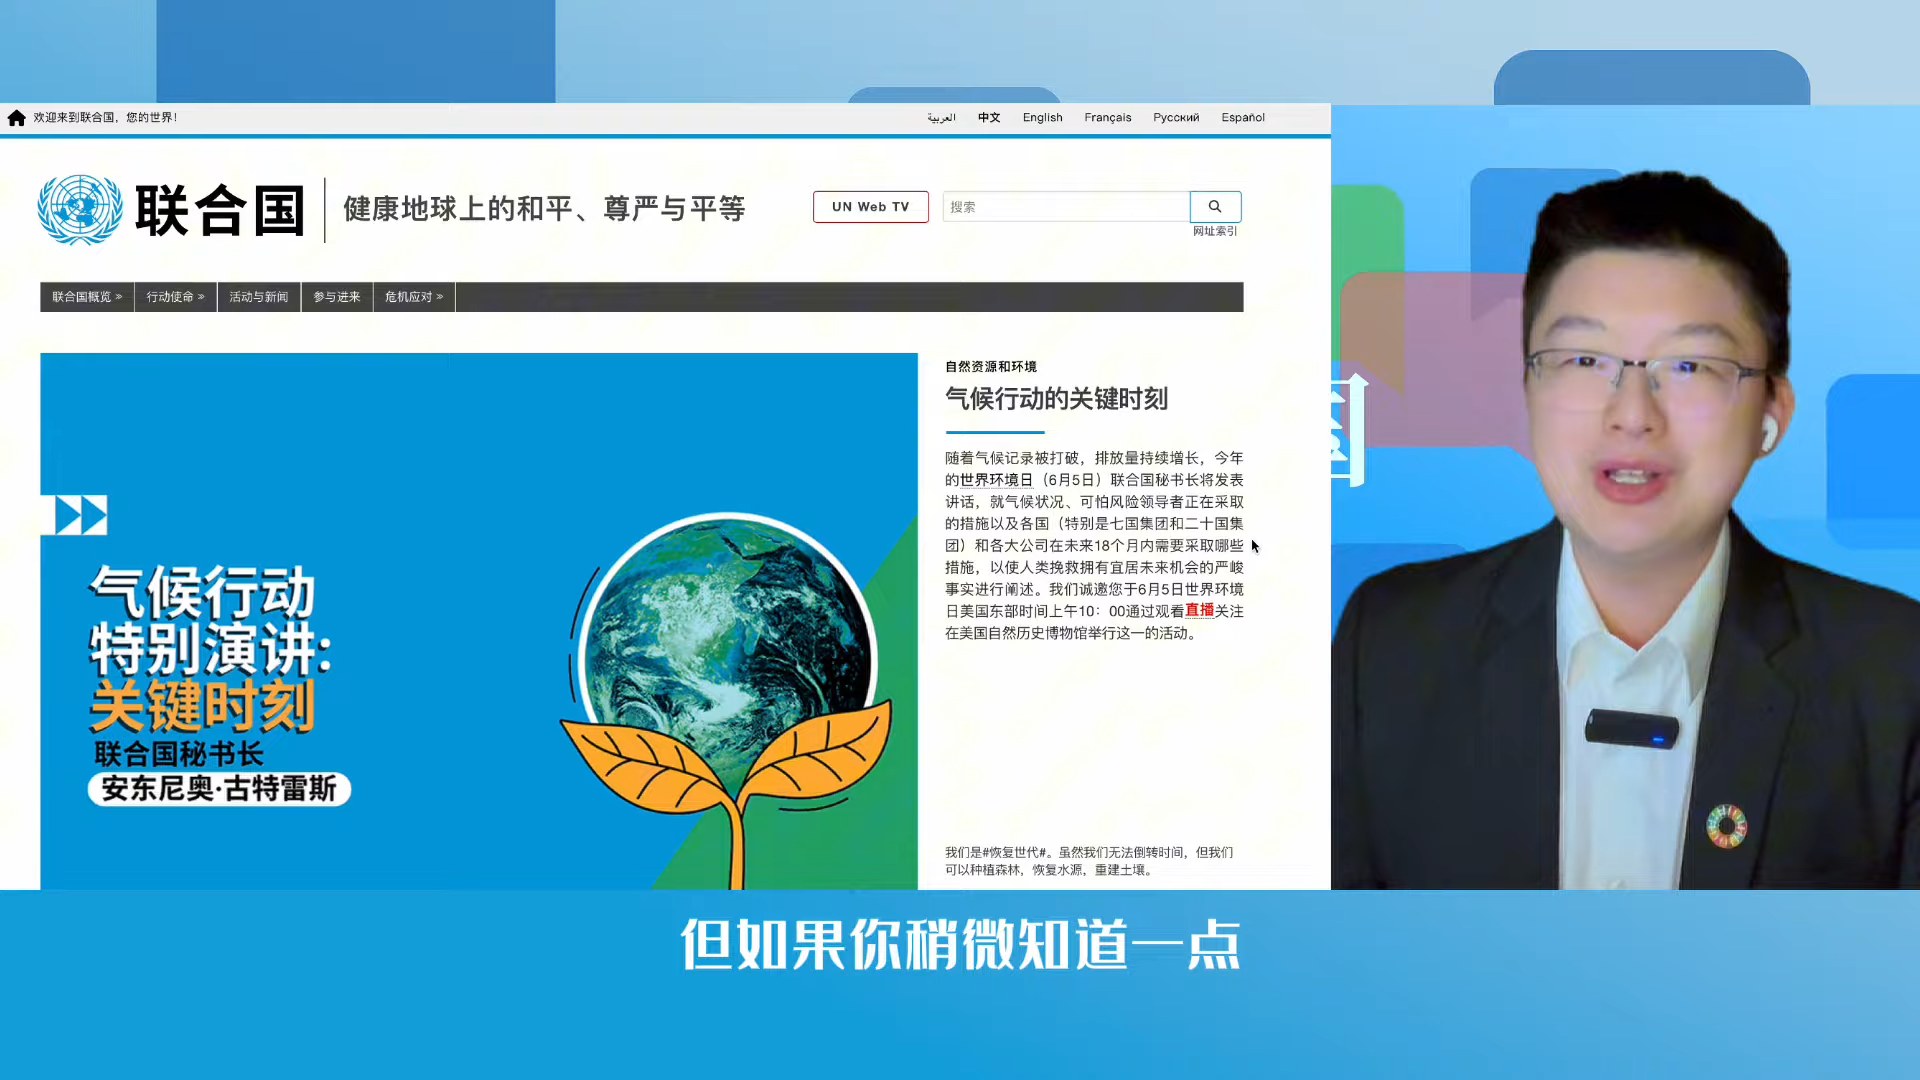 欢迎来到联合国，您的世界！
العربية 中文 English Français Русский Español
联合国 健康地球上的和平、尊严与平等
UN Web TV 搜索
网址索引
联合国概览 » 行动使命 » 活动与新闻 参与进来 危机应对 »
气候行动
特别演讲:
关键时刻
联合国秘书长
安东尼奥·古特雷斯
自然资源和环境
气候行动的关键时刻
随着气候记录被打破，排放量持续增长，今年
的世界环境日（6月5日）联合国秘书长将发表
讲话，就气候状况、可怕风险领导者正在采取
的措施以及各国（特别是七国集团和二十国集
团）和各大公司在未来18个月内需要采取哪些
措施，以使人类挽救拥有宜居未来机会的严峻
事实进行阐述。我们诚邀您于6月5日世界环境
日美国东部时间上午10：00通过观看直播关注
在美国自然历史博物馆举行这一的活动。
我们是#恢复世代#。虽然我们无法倒转时间，但我们
可以种植森林，恢复水源，重建土壤。
但如果你稍微知道一点